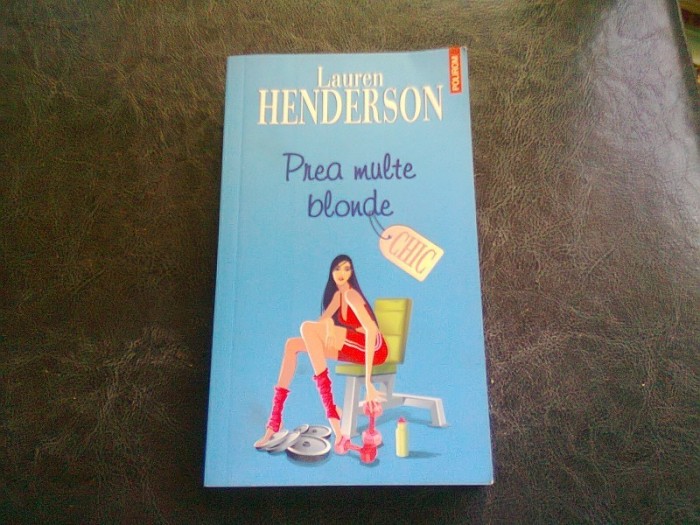 Lauren
HENDERSON
POLIROM
Prea multe
blonde
CHIC